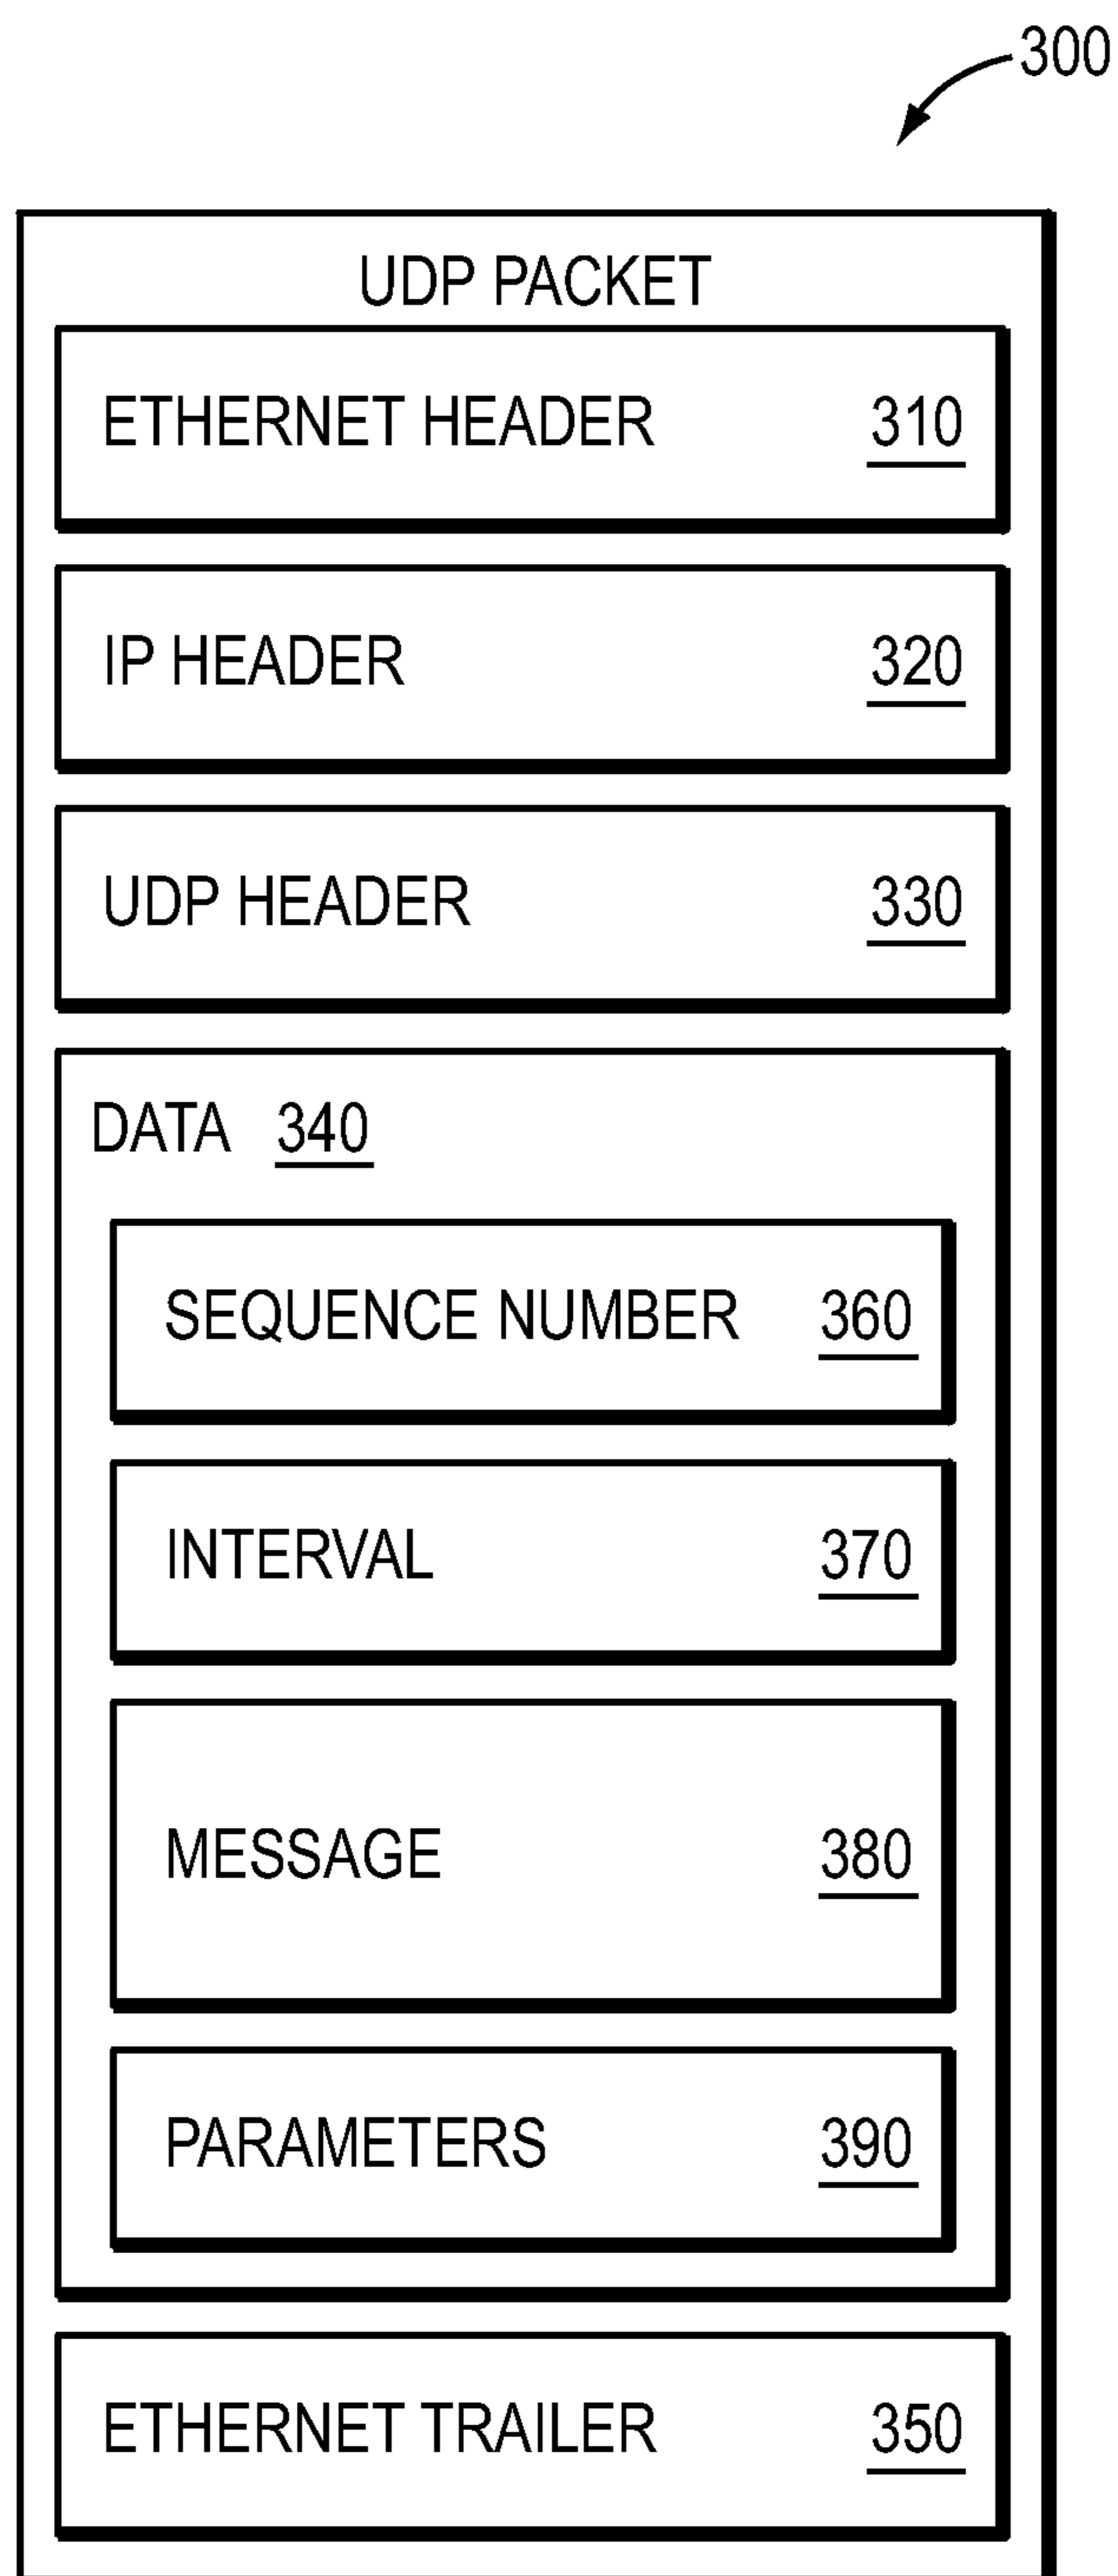 300
UDP PACKET
ETHERNET HEADER 310
IP HEADER 320
UDP HEADER 330
DATA 340
SEQUENCE NUMBER 360
INTERVAL 370
MESSAGE 380
PARAMETERS 390
ETHERNET TRAILER 350